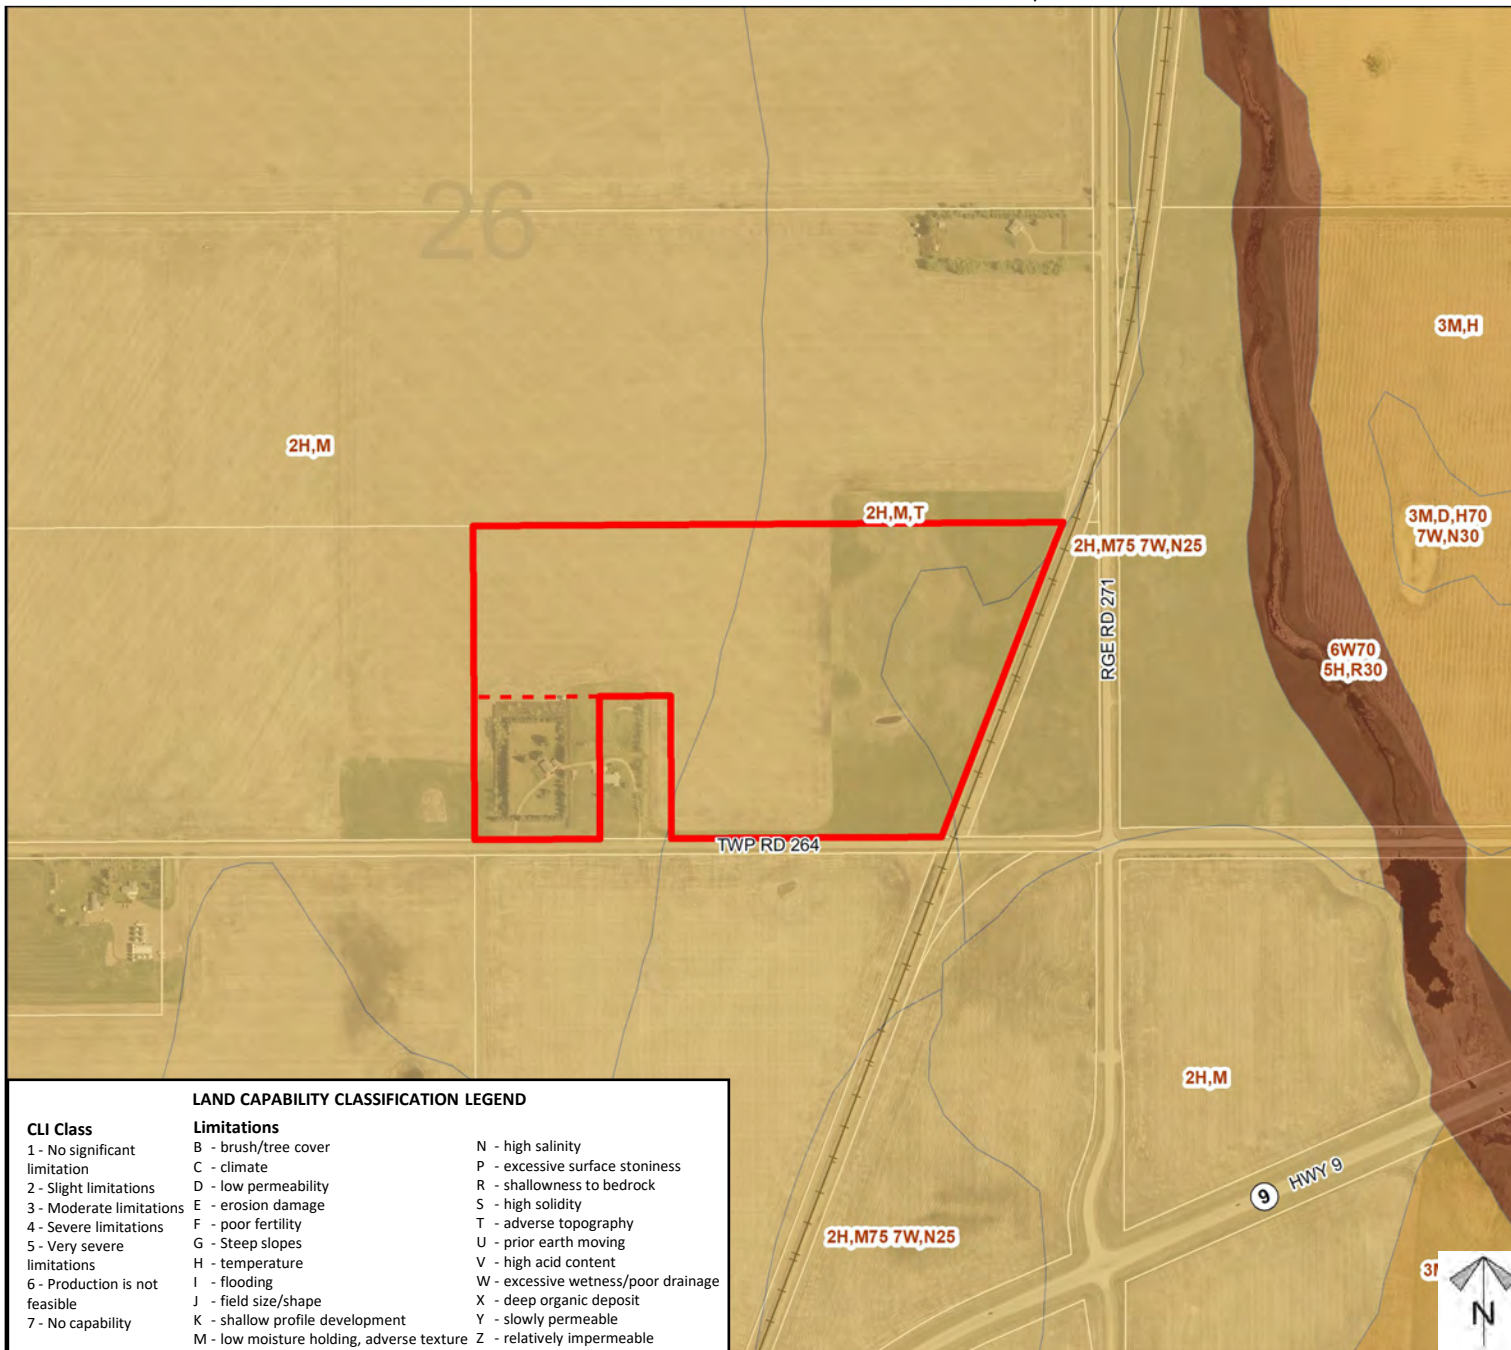 26
3M,H
2H,M
2H,M,T
3M,D,H70
7W,N30
2H,M75 7W,N25
RGE RD 271
6W70
5H,R30
TWP RD 264
2H,M
9 HWY 9
2H,M75 7W,N25
N
LAND CAPABILITY CLASSIFICATION LEGEND
CLI Class
1 - No significant
limitation
2 - Slight limitations
3 - Moderate limitations
4 - Severe limitations
5 - Very severe
limitations
6 - Production is not
feasible
7 - No capability
Limitations
B - brush/tree cover
C - climate
D - low permeability
E - erosion damage
F - poor fertility
G - Steep slopes
H - temperature
I - flooding
J - field size/shape
K - shallow profile development
M - low moisture holding, adverse texture
N - high salinity
P - excessive surface stoniness
R - shallowness to bedrock
S - high solidity
T - adverse topography
U - prior earth moving
V - high acid content
W - excessive wetness/poor drainage
X - deep organic deposit
Y - slowly permeable
Z - relatively impermeable